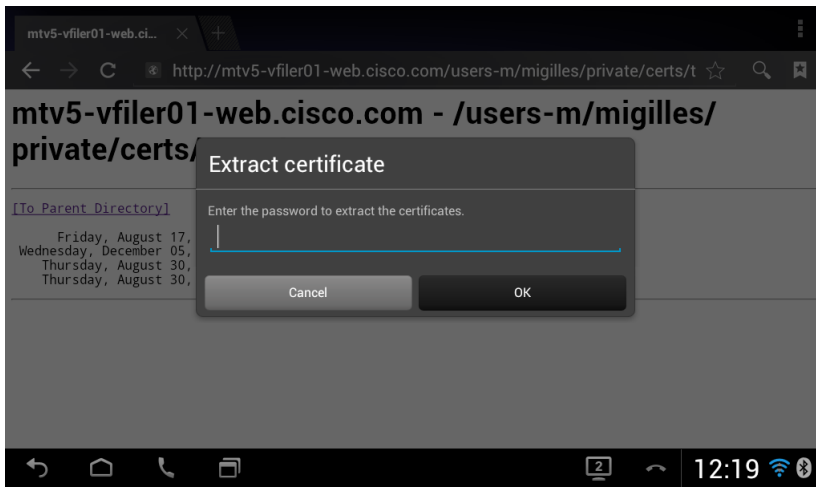 mtv5-vfiler01-web.ci...
http://mtv5-vfiler01-web.cisco.com/users-m/migilles/private/certs/t
mtv5-vfiler01-web.cisco.com - /users-m/migilles/
private/certs/
[To Parent Directory]
Friday, August 17,
Wednesday, December 05,
Thursday, August 30,
Thursday, August 30,
Extract certificate
Enter the password to extract the certificates.
Cancel
OK
2
12:19